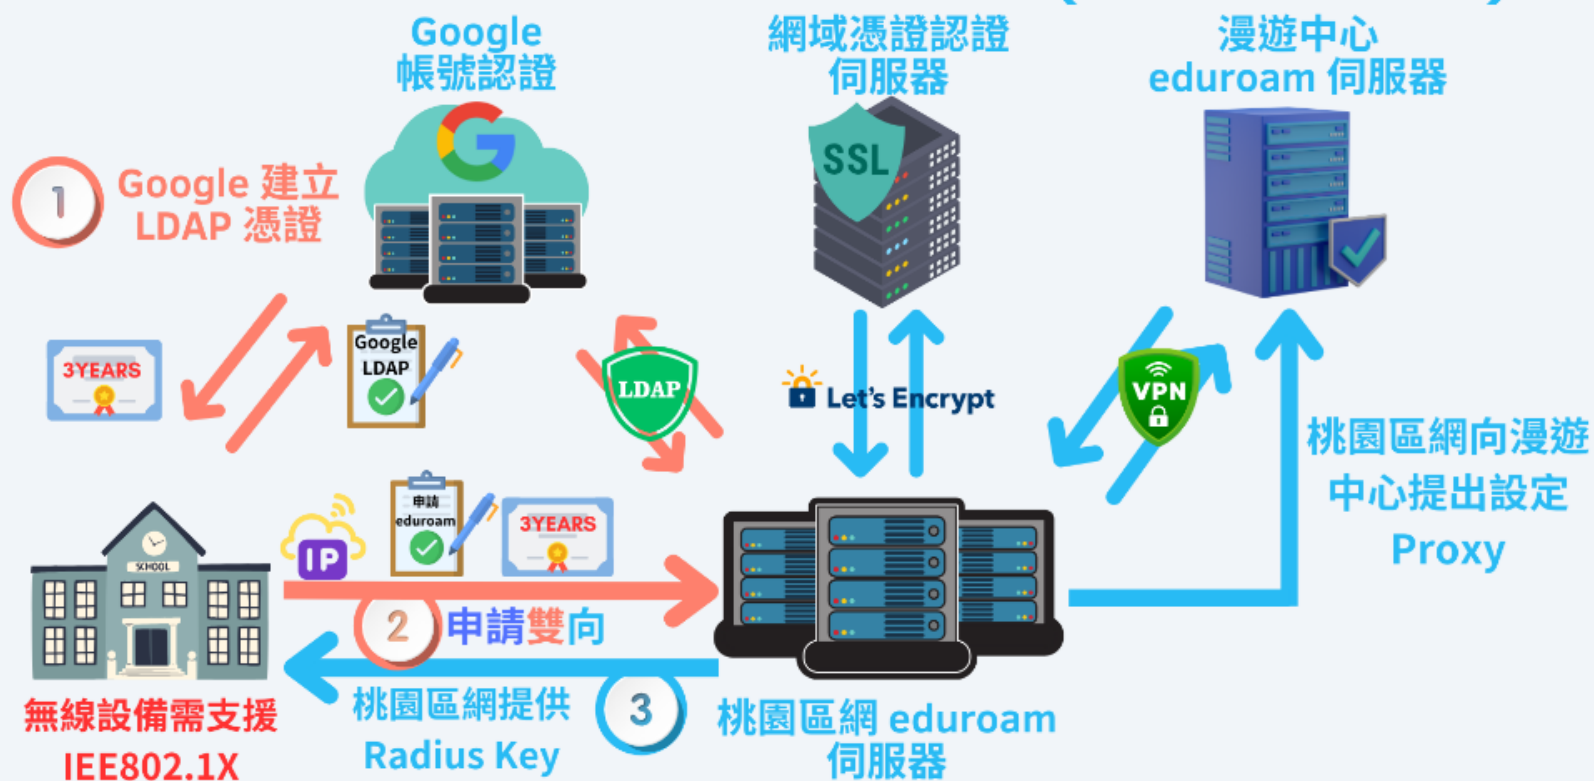 Google
帳號認證
網域憑證認證
伺服器
漫遊中心
eduroam 伺服器
1
Google 建立
LDAP 憑證
SSL
3YEARS
Google
LDAP
LDAP
Let's Encrypt
VPN
桃園區網向漫遊
中心提出設定
Proxy
SCHOOL
IP
申請
eduroam
3YEARS
2
申請雙向
無線設備需支援
IEE802.1X
桃園區網提供
Radius Key
3
桃園區網 eduroam
伺服器